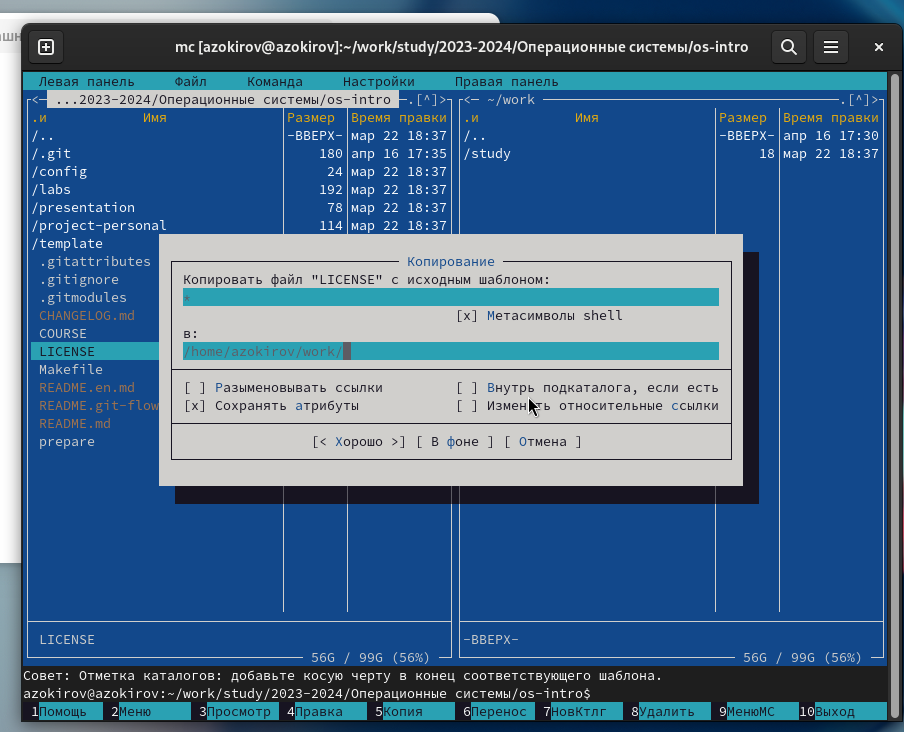 ашн
mc [azokirov@azokirov]:~/work/study/2023-2024/Операционные системы/os-intro
Левая панель Файл Команда Настройки Правая панель
<— ...2023-2024/Операционные системы/os-intro —.[^]> <— ~/work —.[^]>
.и Имя Размер Время правки .и Имя Размер Время правки
/.. -ВВЕРХ- мар 22 18:37 /.. -ВВЕРХ- апр 16 17:30
/.git 180 апр 16 17:35 /study 18 мар 22 18:37
/config 24 мар 22 18:37
/labs 192 мар 22 18:37
/presentation 78 мар 22 18:37
/project-personal 114 мар 22 18:37
/template
.gitattributes
.gitignore
.gitmodules
CHANGELOG.md
COURSE
LICENSE
Makefile
README.en.md
README.git-flow
README.md
prepare
Копирование
Копировать файл "LICENSE" с исходным шаблоном:
*
[x] Метасимволы shell
в:
/home/azokirov/work/
[ ] Разыменовывать ссылки [ ] Внутрь подкаталога, если есть
[x] Сохранять атрибуты [ ] Изменять относительные ссылки
[< Хорошо >] [ В фоне ] [ Отмена ]
LICENSE -ВВЕРХ-
56G / 99G (56%) 56G / 99G (56%)
Совет: Отметка каталогов: добавьте косую черту в конец соответствующего шаблона.
azokirov@azokirov:~/work/study/2023-2024/Операционные системы/os-intro$
1Помощь 2Меню 3Просмотр 4Правка 5Копия 6Перенос 7НовКтлг 8Удалить 9МенюМС 10Выход